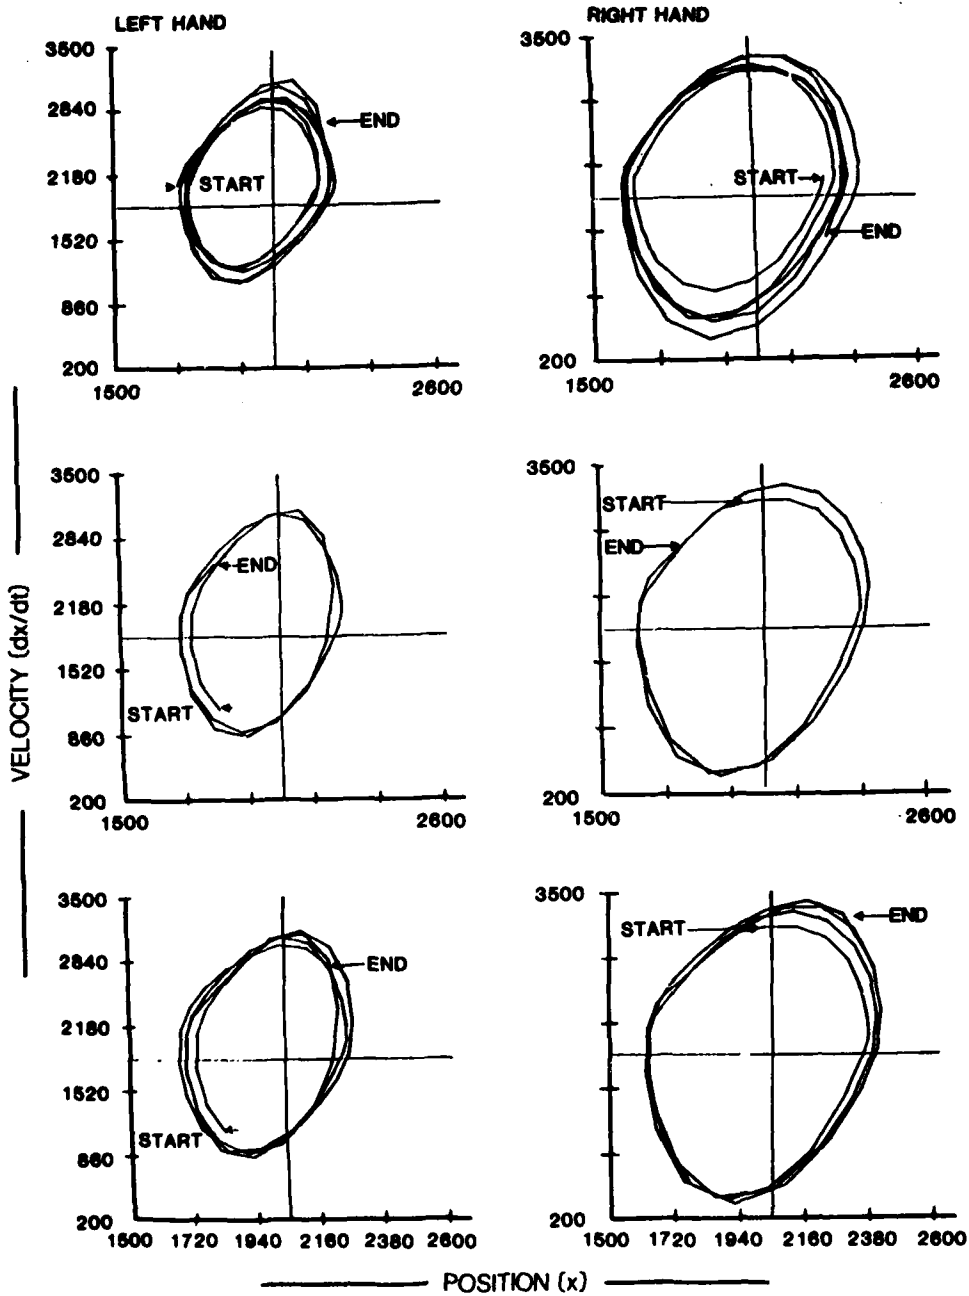 LEFT HAND
3500
2840
2180
1520
860
200
1500
2600
START
END
RIGHT HAND
3500
200
1500
2600
START
END
3500
2840
2180
1520
860
200
1500
2600
END
START
3500
200
1500
2600
START
END
3500
2840
2180
1520
860
200
1500 1720 1940 2160 2380 2600
END
START
3500
200
1500 1720 1940 2160 2380 2600
START
END
VELOCITY (dx/dt)
POSITION (x)